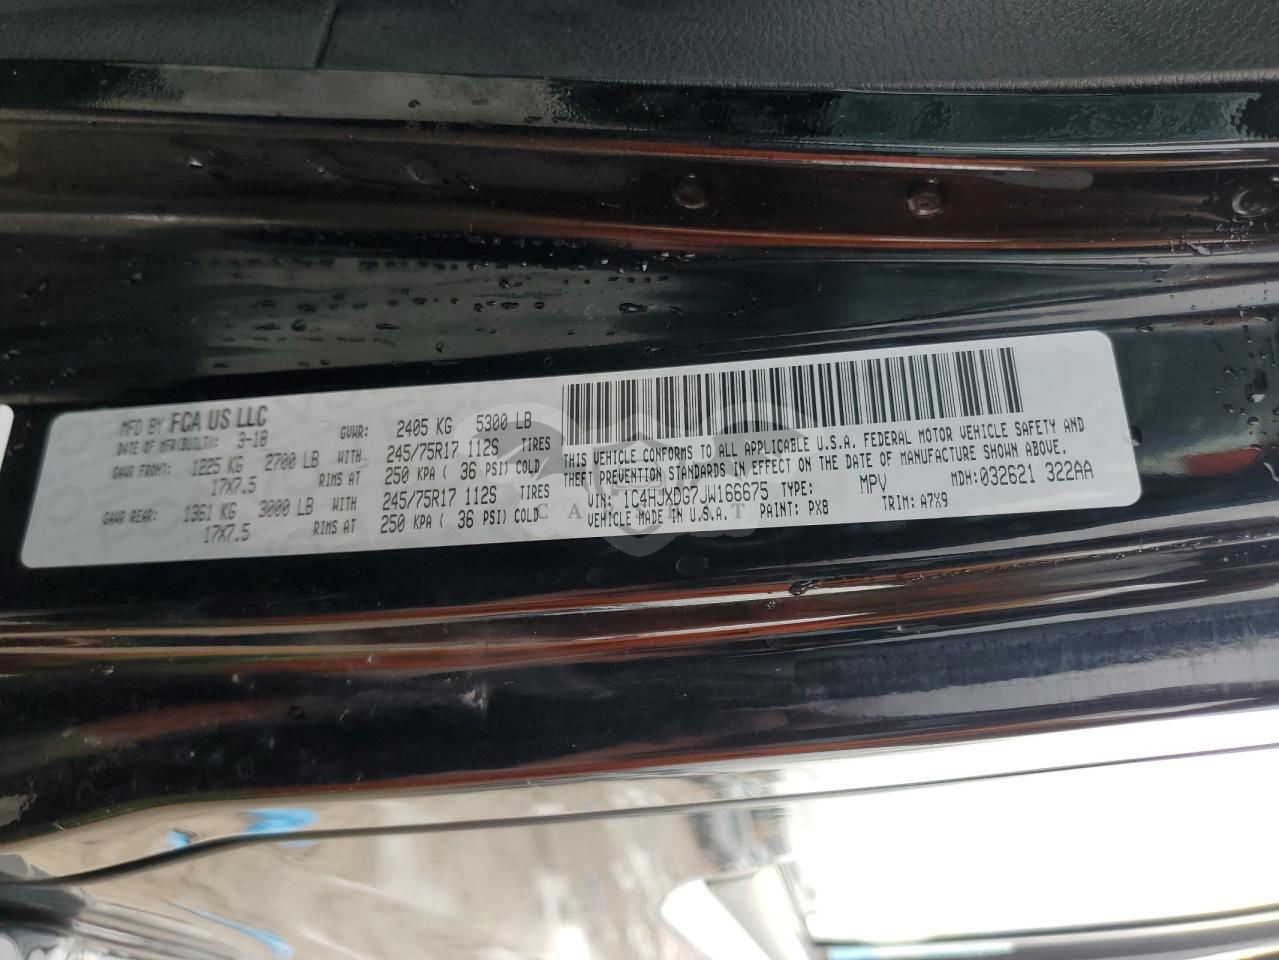 MFD BY FCA US LLC
DATE OF MFR(BUILT): 3-18 GVWR: 2405 KG 5300 LB
GAWR FRONT: 1225 KG 2700 LB WITH 245/75R17 112S TIRES
17X7.5 RIMS AT 250 KPA ( 36 PSI) COLD
GAWR REAR: 1361 KG 3000 LB WITH 245/75R17 112S TIRES
17X7.5 RIMS AT 250 KPA ( 36 PSI) COLD
THIS VEHICLE CONFORMS TO ALL APPLICABLE U.S.A. FEDERAL MOTOR VEHICLE SAFETY AND
THEFT PREVENTION STANDARDS IN EFFECT ON THE DATE OF MANUFACTURE SHOWN ABOVE.
VIN: 1C4HJXDG7JW166675 TYPE: MPV MDH: 032621 322AA
VEHICLE MADE IN U.S.A. PAINT: PX8 TRIM: A7X9